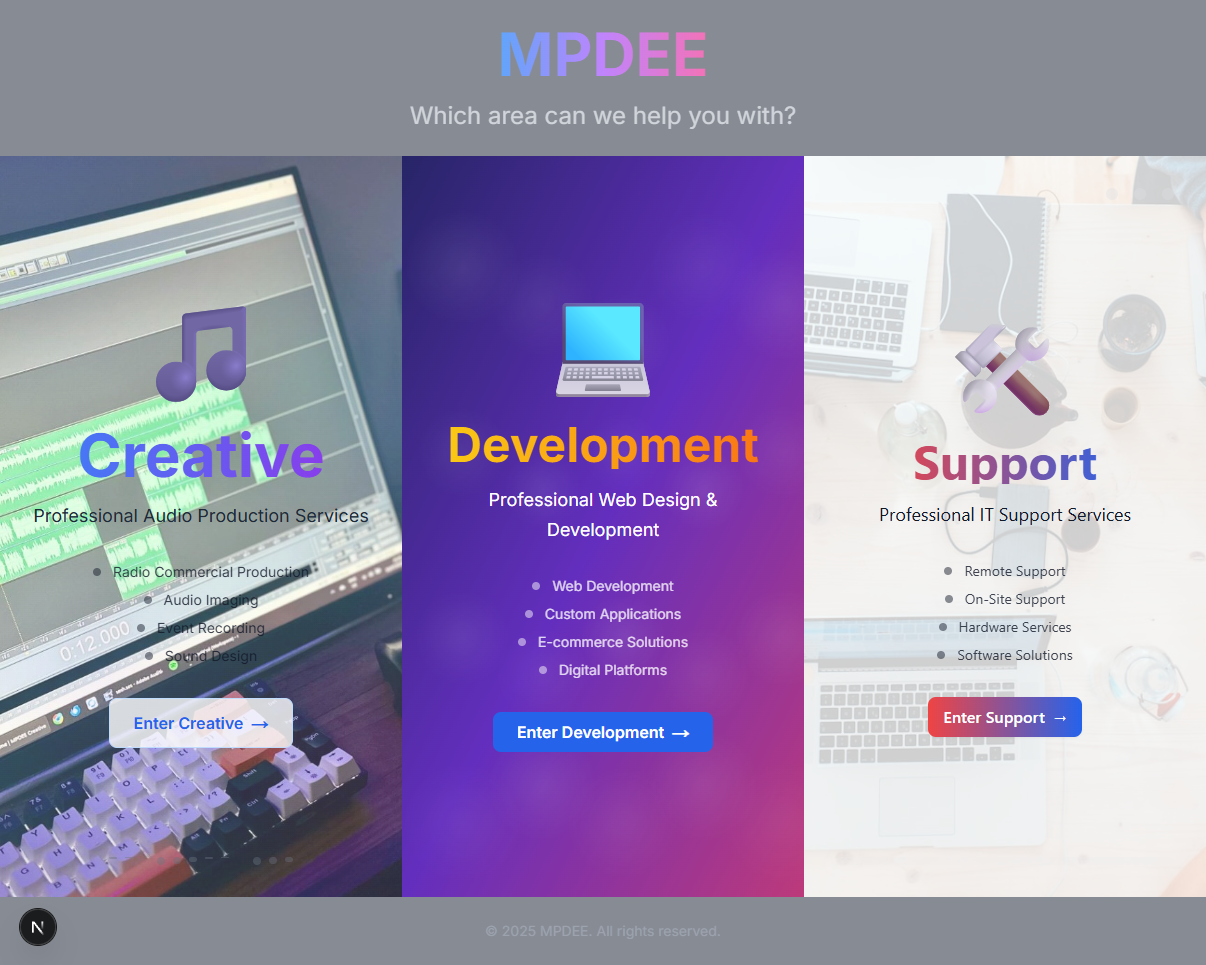 MPDEE
Which area can we help you with?
Creative
Professional Audio Production Services
Radio Commercial Production
Audio Imaging
Event Recording
Sound Design
Enter Creative →
0:12.000
Development
Professional Web Design &
Development
Web Development
Custom Applications
E-commerce Solutions
Digital Platforms
Enter Development →
Support
Professional IT Support Services
Remote Support
On-Site Support
Hardware Services
Software Solutions
Enter Support →
N
© 2025 MPDEE. All rights reserved.